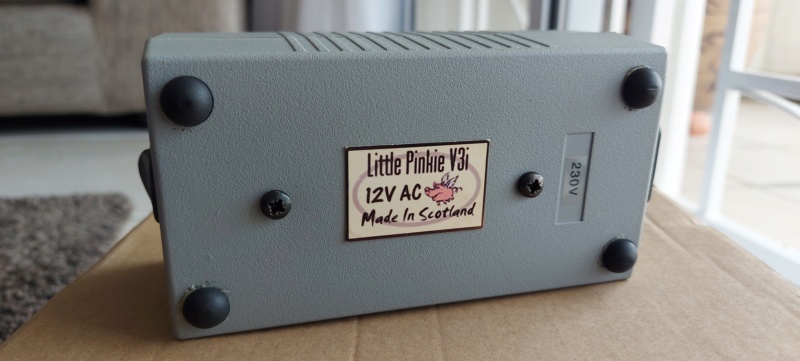 Little Pinkie V3i
12V AC
Made In Scotland
230V